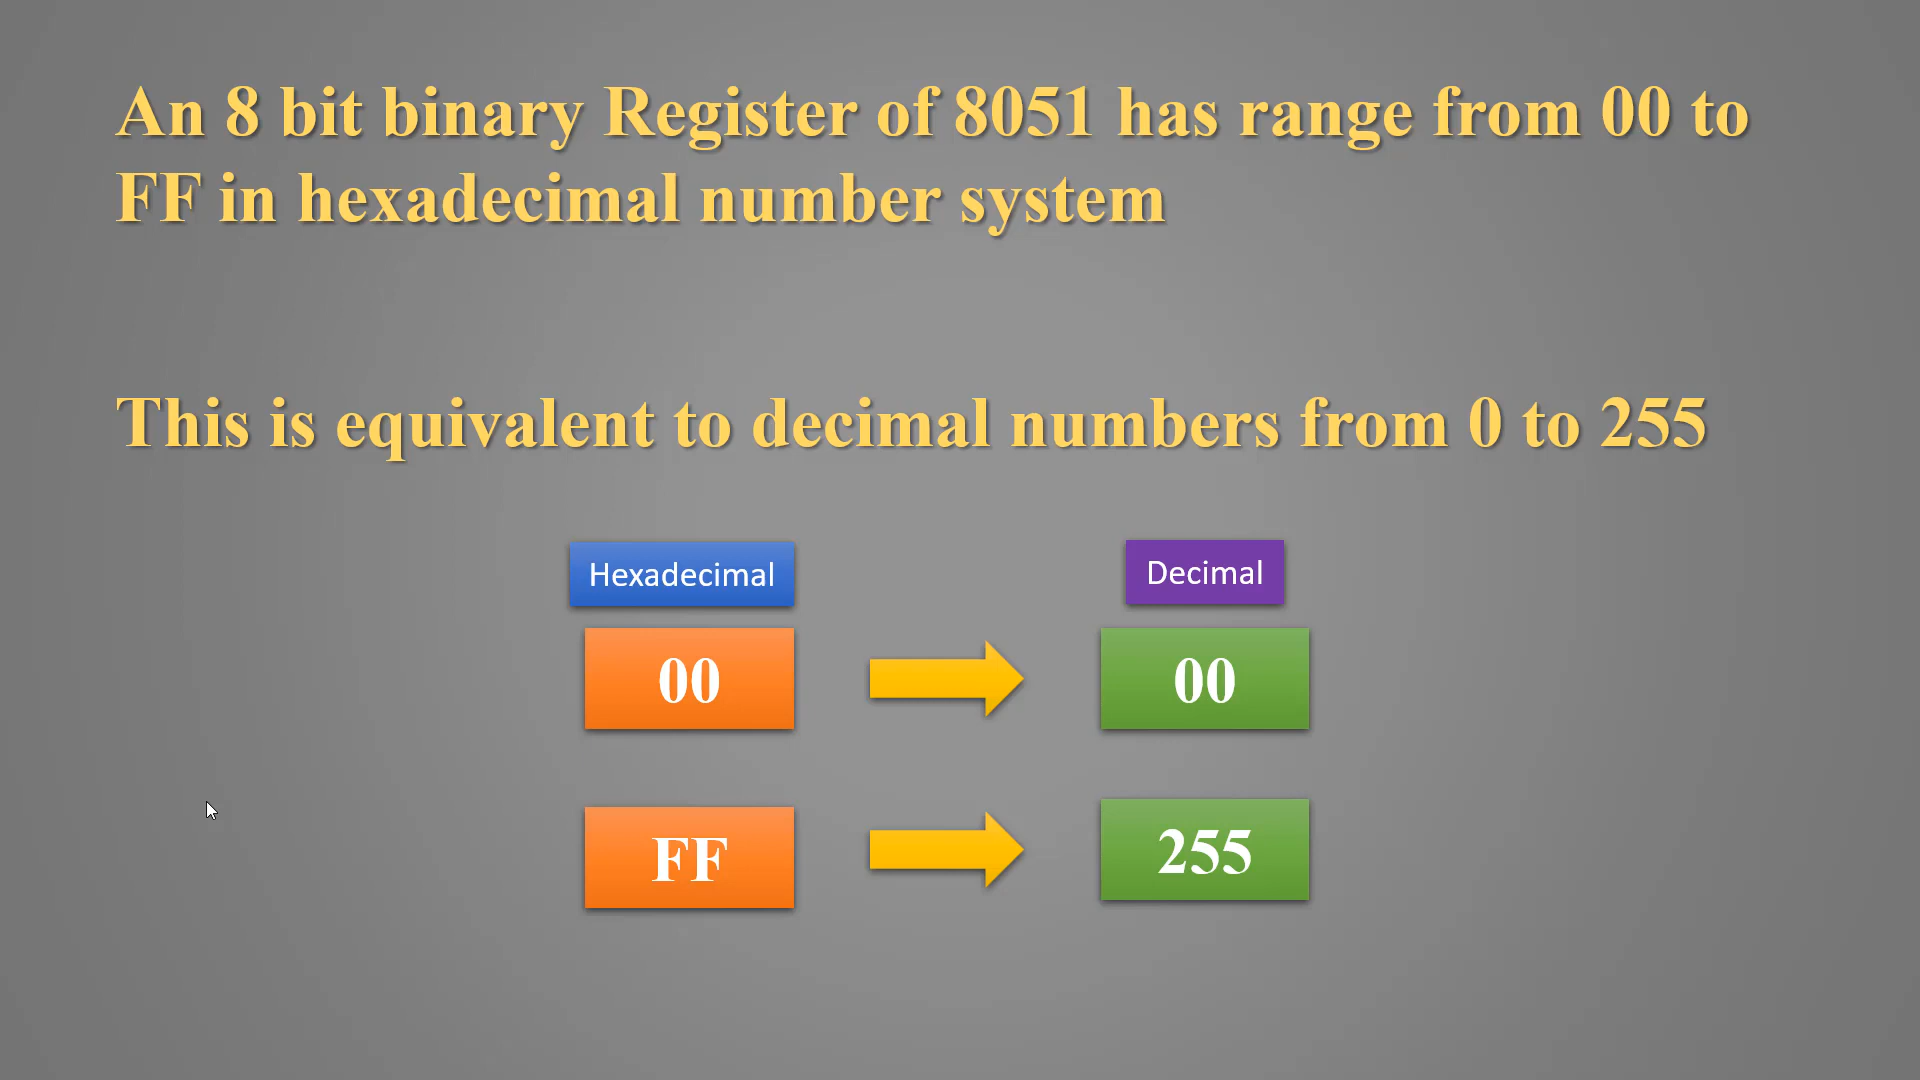 An 8 bit binary Register of 8051 has range from 00 to
FF in hexadecimal number system
This is equivalent to decimal numbers from 0 to 255
Hexadecimal
Decimal
00
00
FF
255